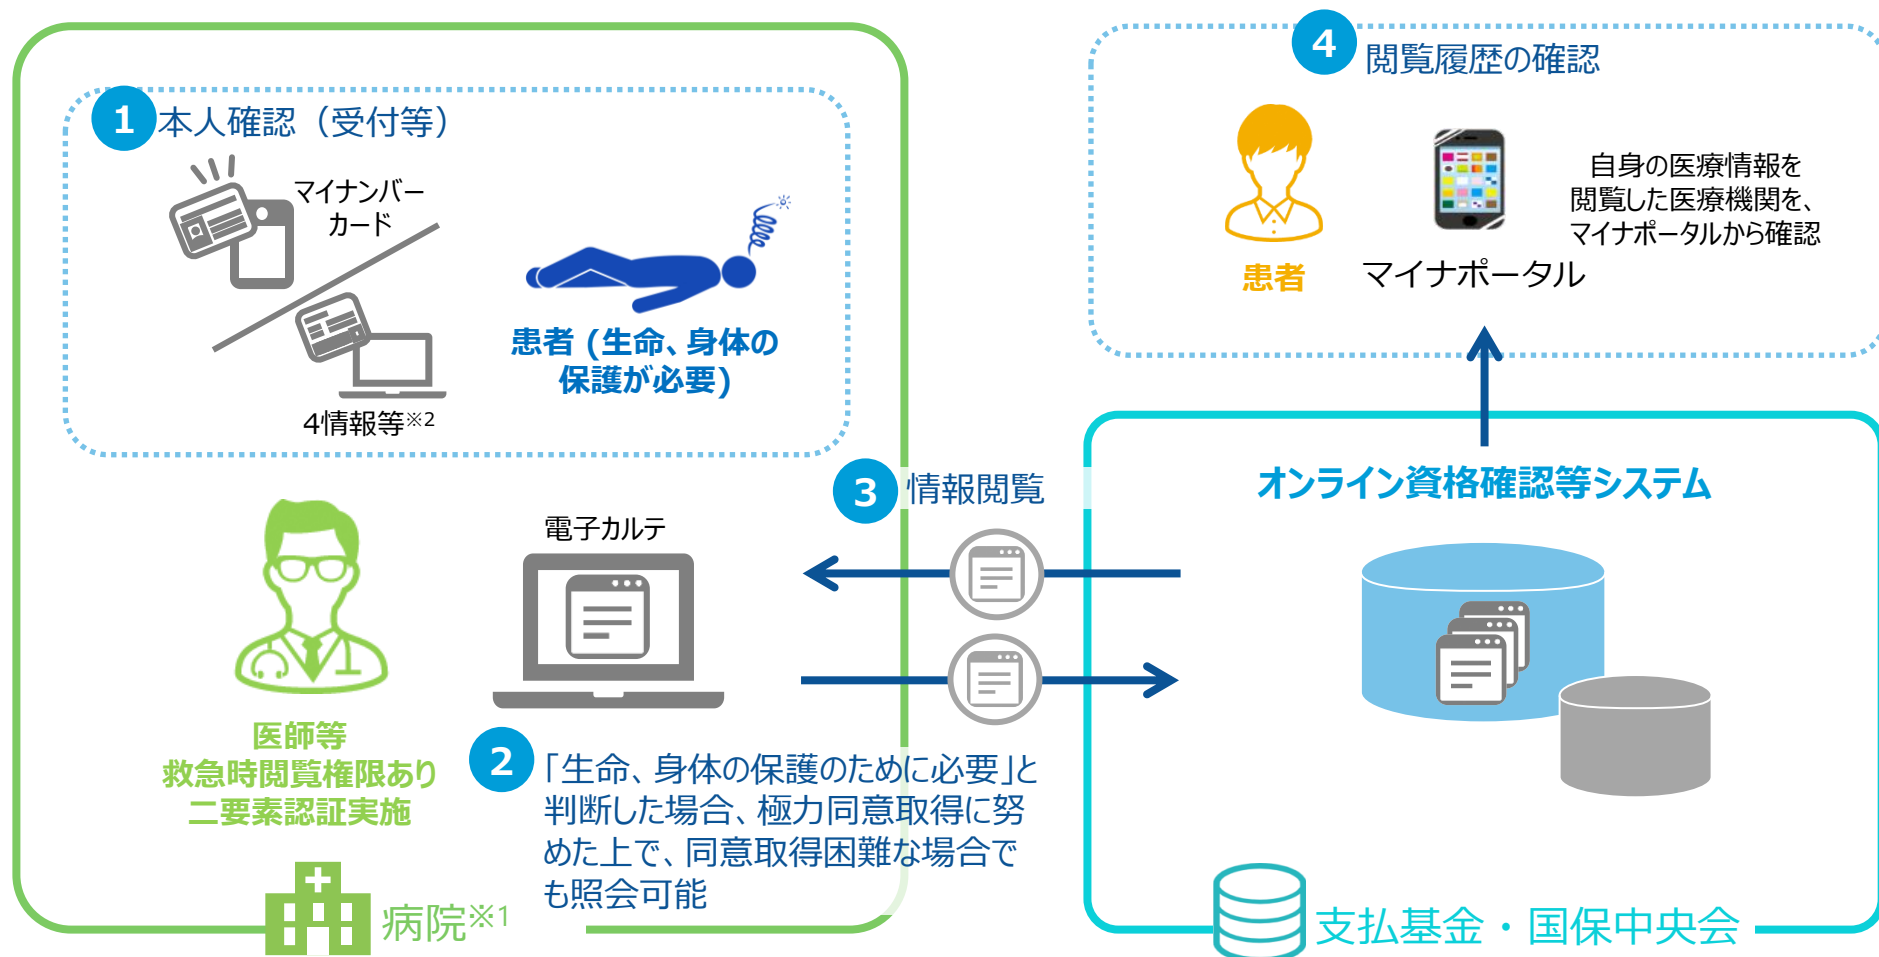 1 本人確認（受付等）
マイナンバー
カード
4情報等※2
患者 (生命、身体の
保護が必要)
医師等
救急時閲覧権限あり
二要素認証実施
電子カルテ
2 「生命、身体の保護のために必要」と
判断した場合、極力同意取得に努
めた上で、同意取得困難な場合で
も照会可能
病院※1
3 情報閲覧
4 閲覧履歴の確認
患者
マイナポータル
自身の医療情報を
閲覧した医療機関を、
マイナポータルから確認
オンライン資格確認等システム
支払基金・国保中央会